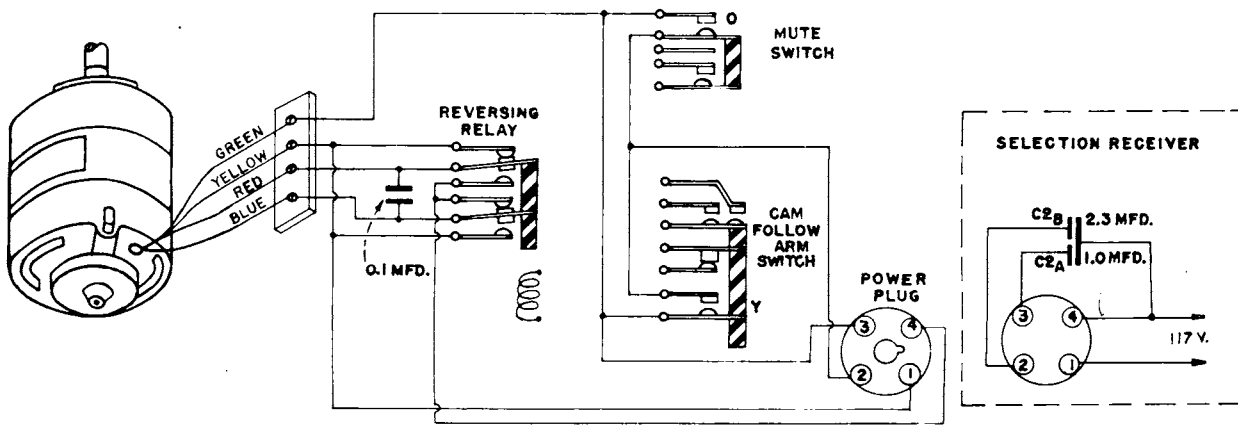 GREEN
YELLOW
RED
BLUE
REVERSING
RELAY
0.1 MFD.
O
MUTE
SWITCH
CAM
FOLLOW
ARM
SWITCH
Y
POWER
PLUG
3
4
2
1
SELECTION RECEIVER
C2B
2.3 MFD.
C2A
1.0 MFD.
3
4
2
1
117 V.